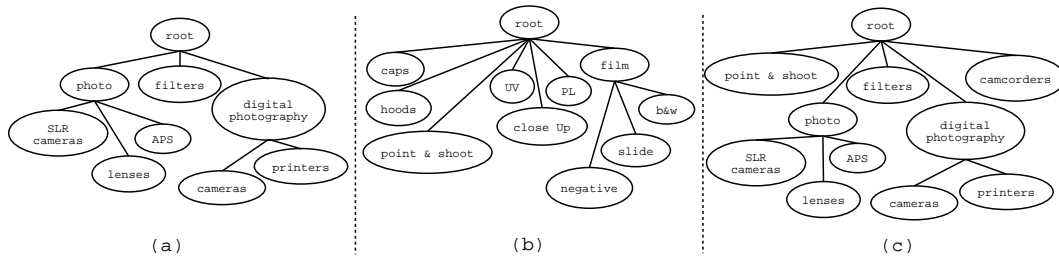 root
photo
filters
digital
photography
SLR
cameras
APS
lenses
cameras
printers
(a)
root
caps
film
hoods
UV
PL
b&w
close Up
point & shoot
slide
negative
(b)
root
point & shoot
filters
camcorders
photo
digital
photography
SLR
cameras
APS
lenses
cameras
printers
(c)